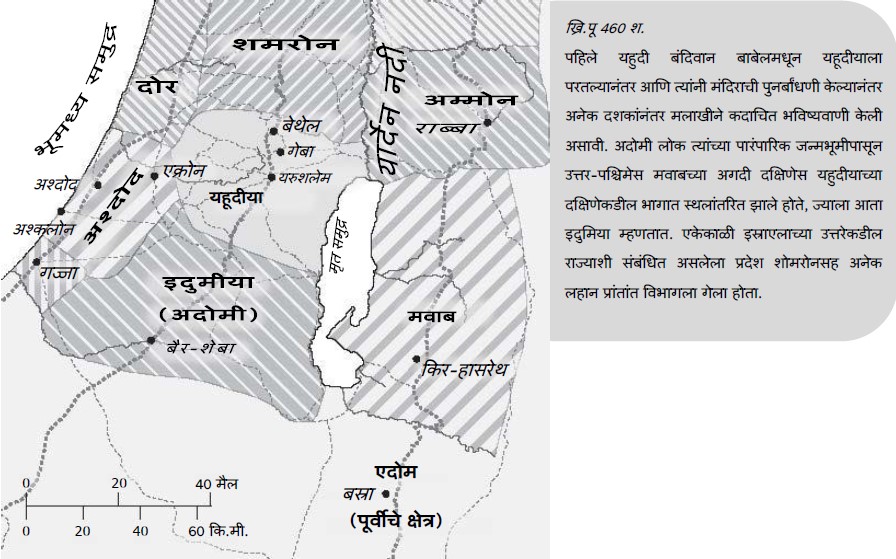 भूमध्य समुद्र
शमरोन
दोर
यार्देन नदी
अम्मोन
राब्बा
बेथेल
गेबा
यरुशलेम
एक्रोन
अश्दोद
अश्दोद
अश्कलोन
यहूदीया
मृत समुद्र
गज्जा
इदुमीया
(अदोमी)
बैर-शेबा
मवाब
किर-हासरेथ
एदोम
बस्रा
(पूर्वीचे क्षेत्र)
0 20 40 मैल
0 20 40 60 कि.मी.
ख्रि.पू 460 श.
पहिले यहुदी बंदिवान बाबेलमधून यहूदीयाला
परतल्यानंतर आणि त्यांनी मंदिराची पुनर्बांधणी केल्यानंतर
अनेक दशकांनंतर मलाखीने कदाचित भविष्यवाणी केली
असावी. अदोमी लोक त्यांच्या पारंपारिक जन्मभूमीपासून
उत्तर-पश्चिमेस मवाबच्या अगदी दक्षिणेस यहुदीयाच्या
दक्षिणेकडील भागात स्थलांतरित झाले होते, ज्याला आता
इदुमिया म्हणतात. एकेकाळी इस्राएलाच्या उत्तरेकडील
राज्याशी संबंधित असलेला प्रदेश शोमरोनसह अनेक
लहान प्रांतांत विभागला गेला होता.